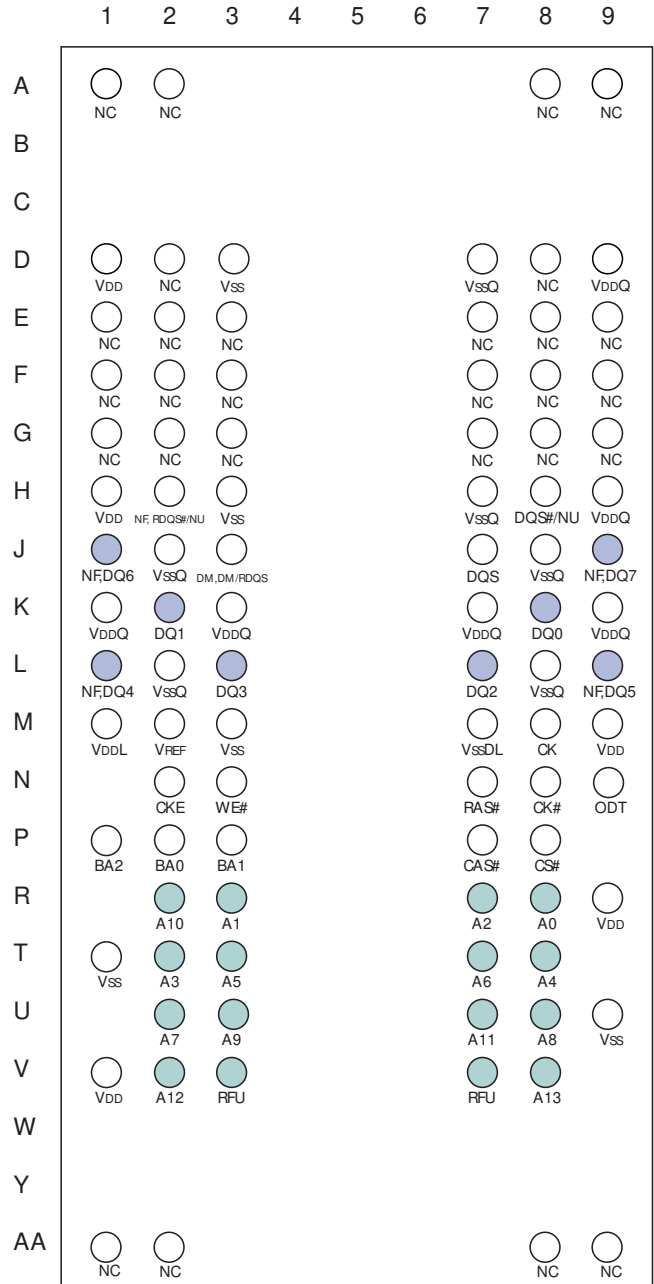 1 2 3 4 5 6 7 8 9
A
NC NC NC NC
B
C
D
VDD NC VSS VSSQ NC VDDQ
E
NC NC NC NC NC NC
F
NC NC NC NC NC NC
G
NC NC NC NC NC NC
H
VDD NF, RDQS#/NU VSS VSSQ DQS#/NU VDDQ
J
NF,DQ6 VSSQ DM,DM/RDQS DQS VSSQ NF,DQ7
K
VDDQ DQ1 VDDQ VDDQ DQ0 VDDQ
L
NF,DQ4 VSSQ DQ3 DQ2 VSSQ NF,DQ5
M
VDDL VREF VSS VSSDL CK VDD
N
CKE WE# RAS# CK# ODT
P
BA2 BA0 BA1 CAS# CS#
R
A10 A1 A2 A0 VDD
T
VSS A3 A5 A6 A4
U
A7 A9 A11 A8 VSS
V
VDD A12 RFU RFU A13
W
Y
AA
NC NC NC NC